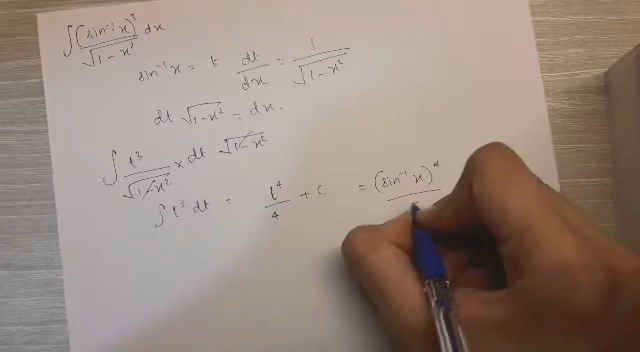 ∫ (sin⁻¹x)³ / √1-x² dx
sin⁻¹x = t   dt/dx = 1/√1-x²
dt √1-x² = dx.
∫ t³/√1-x² x dt √1-x²
∫ t³ dt = t⁴/4 + c = (sin⁻¹x)⁴